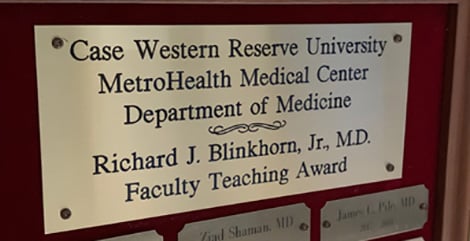 Case Western Reserve University
MetroHealth Medical Center
Department of Medicine
Richard J. Blinkhorn, Jr., M.D.
Faculty Teaching Award
Ziad Shaman, MD
James C. Pile, MD